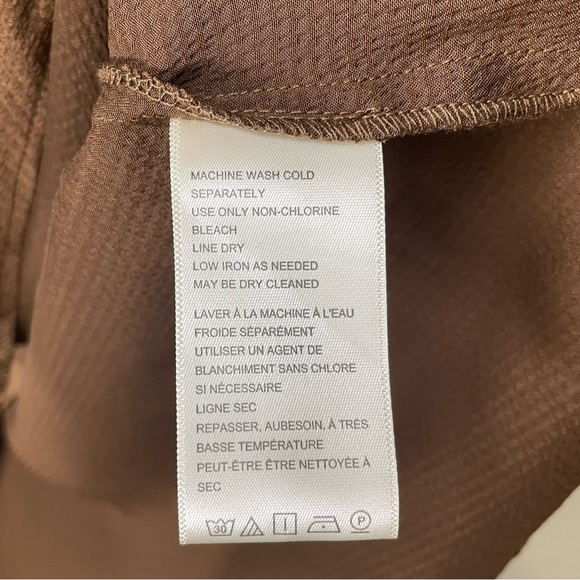 MACHINE WASH COLD
SEPARATELY
USE ONLY NON-CHLORINE
BLEACH
LINE DRY
LOW IRON AS NEEDED
MAY BE DRY CLEANED
LAVER À LA MACHINE À L'EAU
FROIDE SÉPARÉMENT
UTILISER UN AGENT DE
BLANCHIMENT SANS CHLORE
SI NÉCESSAIRE
LIGNE SEC
REPASSER, AUBESOIN, À TRÈS
BASSE TEMPÉRATURE
PEUT-ÊTRE ÊTRE NETTOYÉE À
SEC
30 P